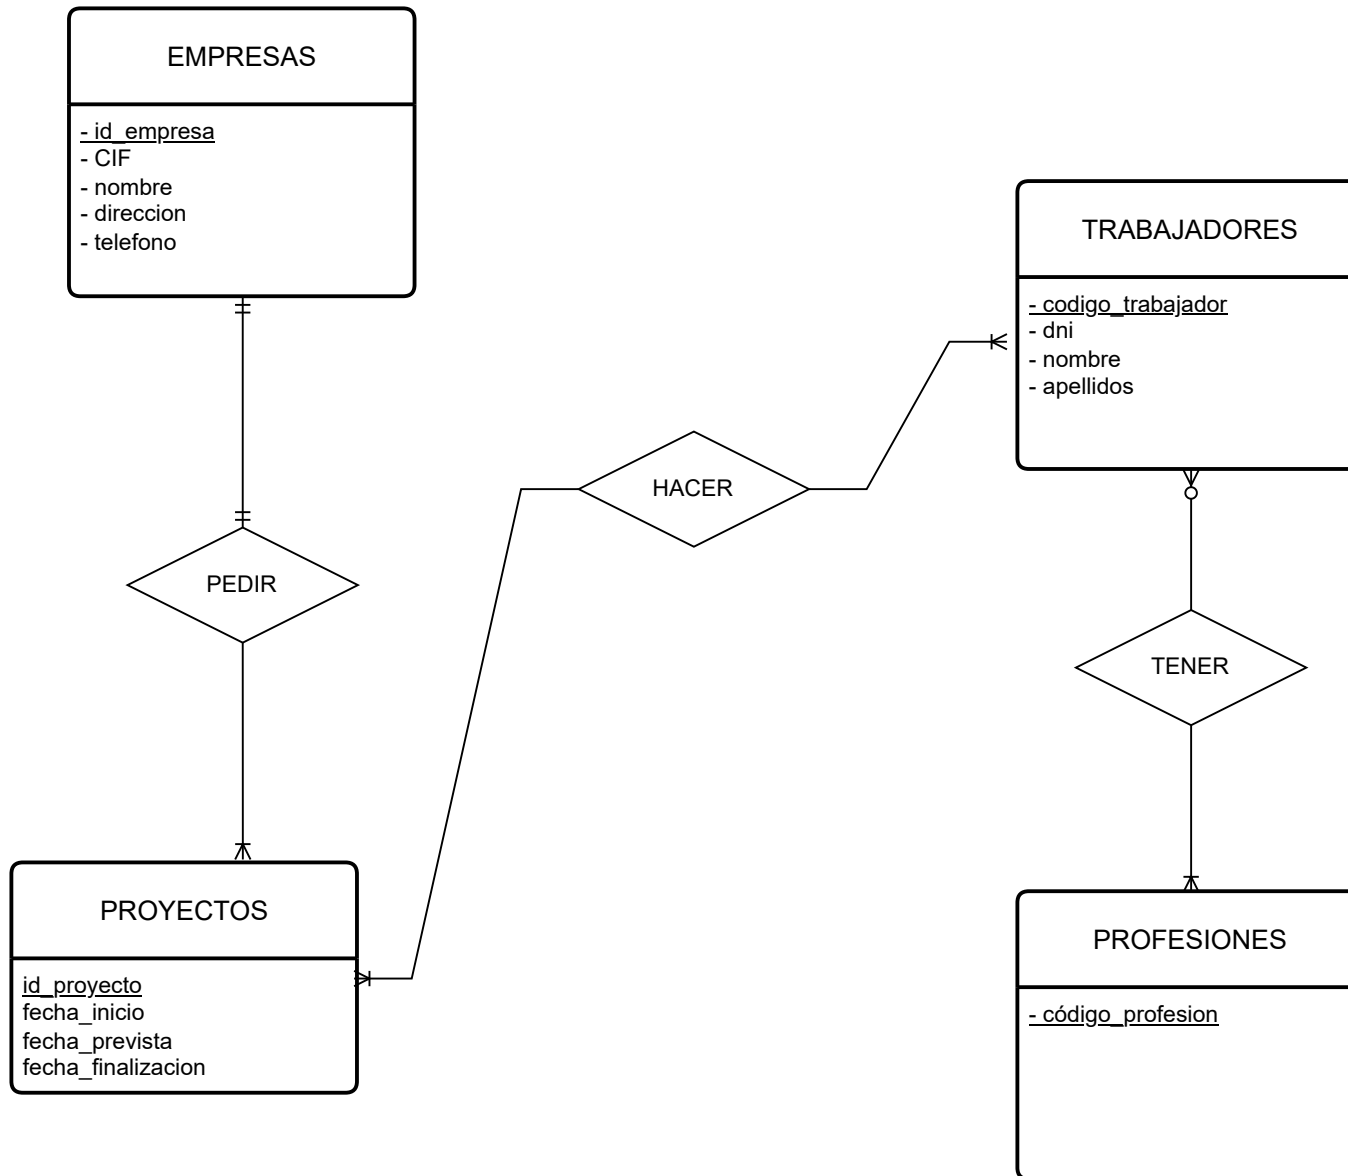 EMPRESAS
- id_empresa
- CIF
- nombre
- direccion
- telefono
TRABAJADORES
- codigo_trabajador
- dni
- nombre
- apellidos
HACER
PEDIR
TENER
PROYECTOS
id_proyecto
fecha_inicio
fecha_prevista
fecha_finalizacion
PROFESIONES
- código_profesion